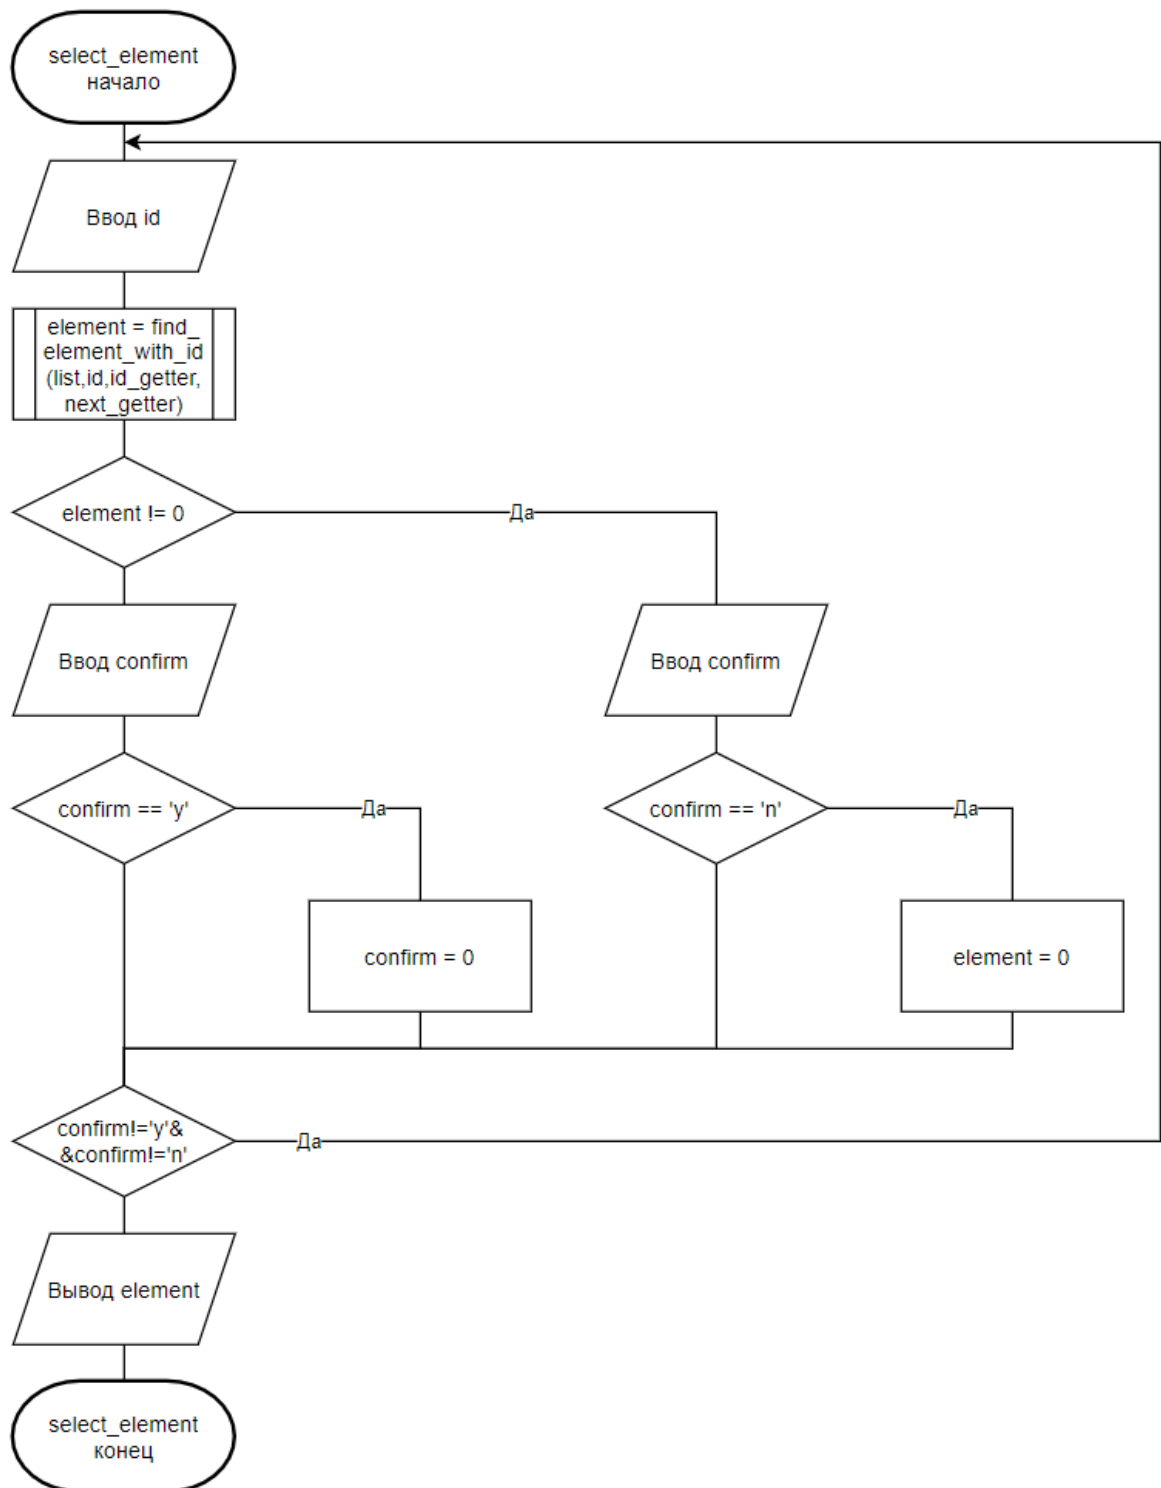 select_element
начало
Ввод id
element = find_
element_with_id
(list,id,id_getter,
next_getter)
element != 0
Да
Ввод confirm
Ввод confirm
confirm == 'y'
Да
confirm == 'n'
Да
confirm = 0
element = 0
confirm!='y'&
&confirm!='n'
Да
Вывод element
select_element
конец